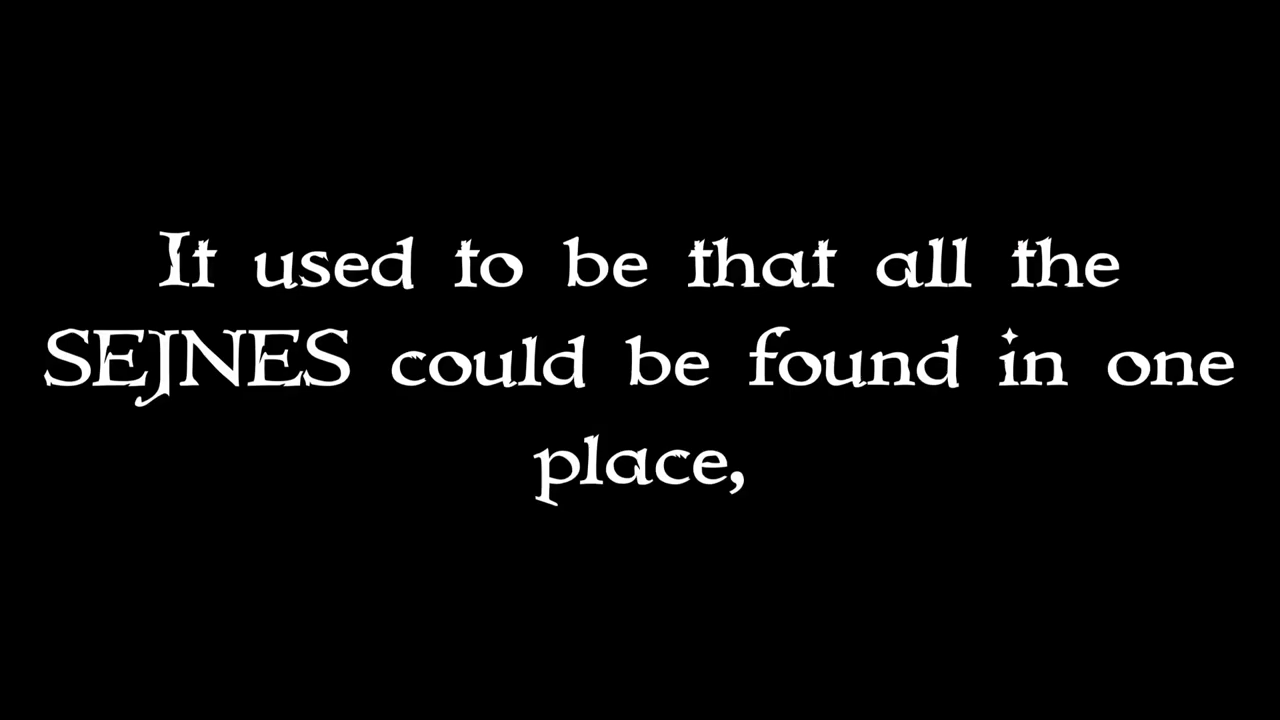 It used to be that all the
SEJNES could be found in one
place,